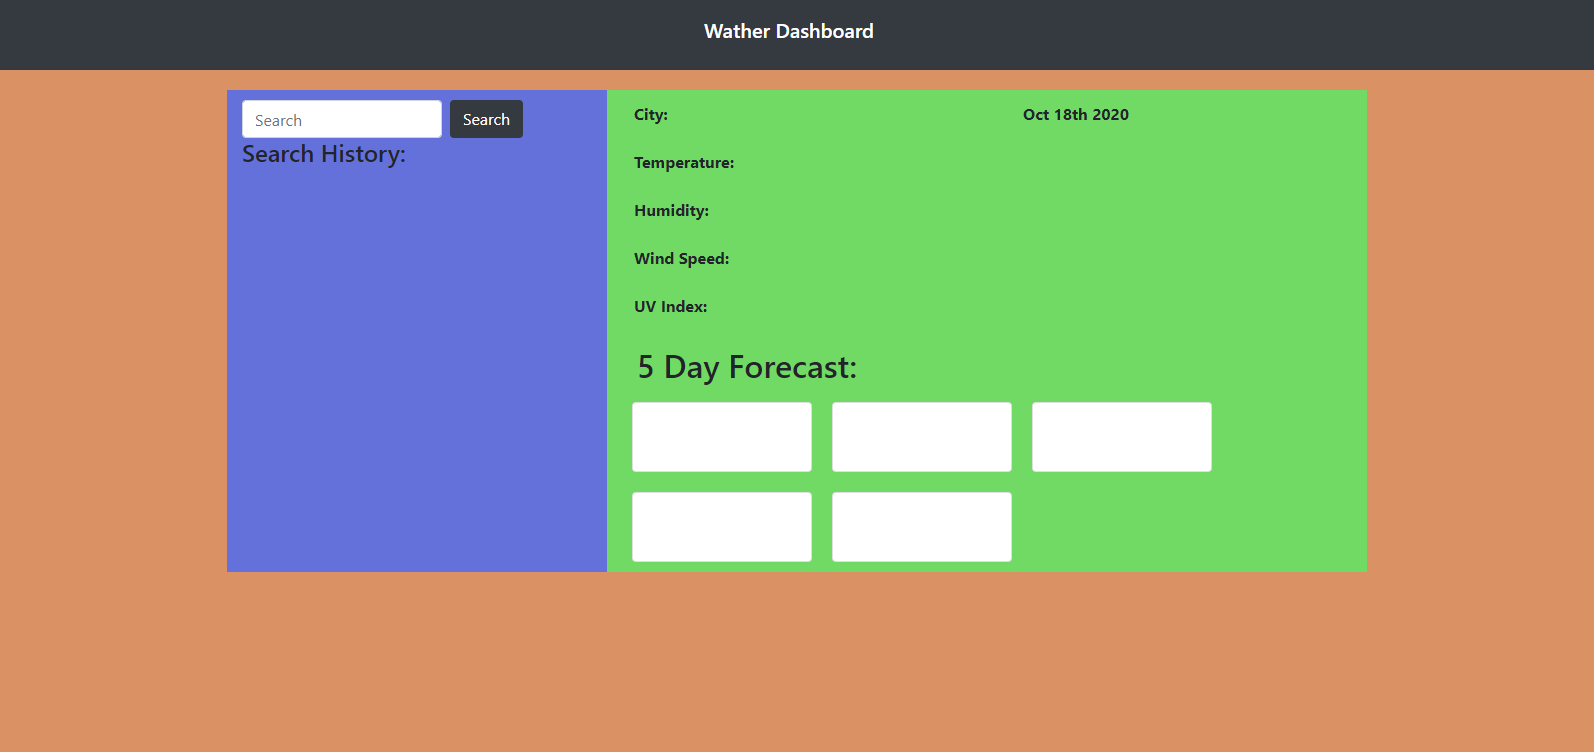 Wather Dashboard
Search
Search
Search History:
City:
Oct 18th 2020
Temperature:
Humidity:
Wind Speed:
UV Index:
5 Day Forecast: